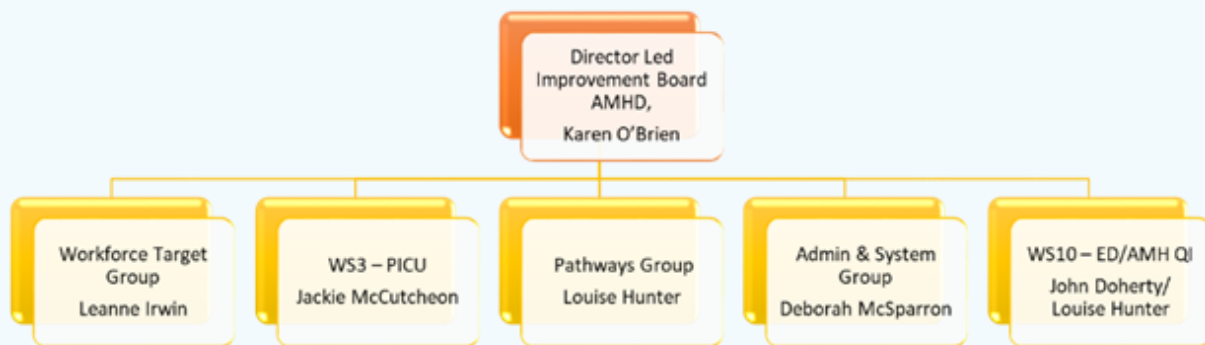 Director Led
Improvement Board
AMHD,
Karen O’Brien
Workforce Target
Group
Leanne Irwin
WS3 – PICU
Jackie McCutcheon
Pathways Group
Louise Hunter
Admin & System
Group
Deborah McSparron
WS10 – ED/AMH QI
John Doherty/
Louise Hunter